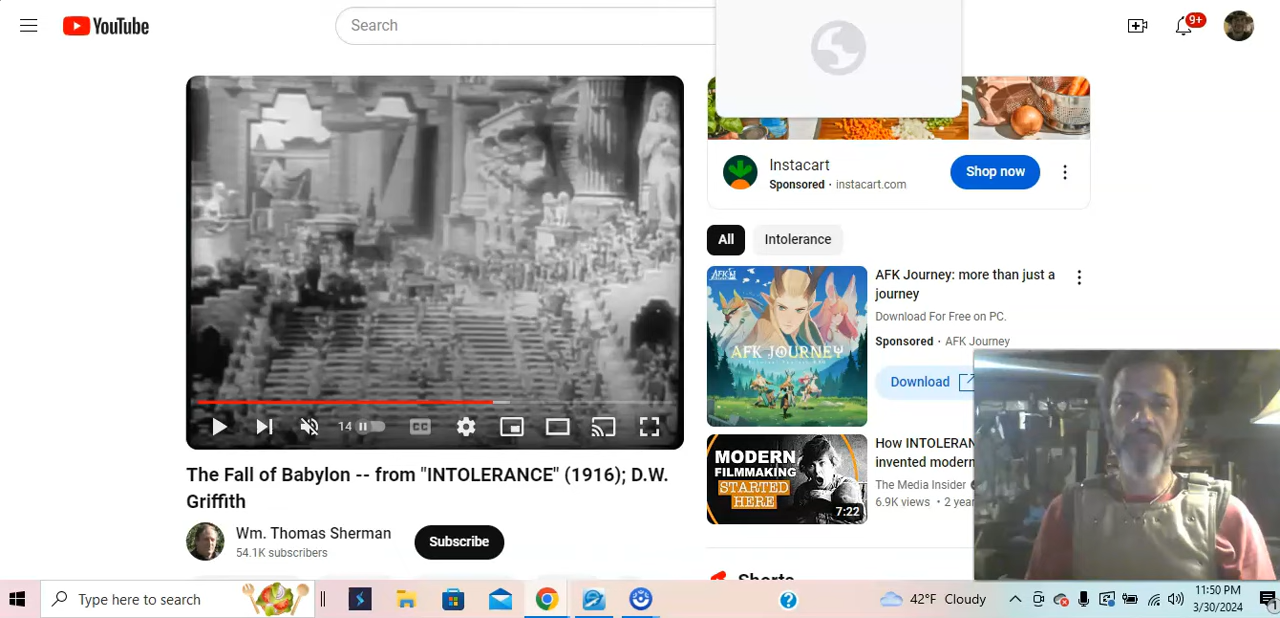 YouTube
Search
9+
14
CC
The Fall of Babylon -- from "INTOLERANCE" (1916); D.W.
Griffith
Wm. Thomas Sherman
54.1K subscribers
Subscribe
Instacart
Sponsored · instacart.com
Shop now
All
Intolerance
AFK JOURNEY
AFK Journey: more than just a
journey
Download For Free on PC.
Sponsored · AFK Journey
Download
MODERN
FILMMAKING
STARTED
HERE
7:22
How INTOLERAN
invented modern
The Media Insider
6.9K views • 2 year
Shorts
Type here to search
42°F Cloudy
11:50 PM
3/30/2024
1